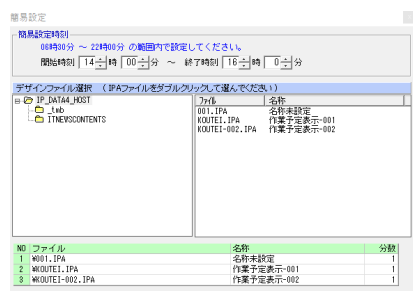 簡易設定
簡易設定時刻
06時30分 ～ 22時00分 の範囲内で設定してください。
開始時刻 14 時 00 分 ～ 終了時刻 16 時 0 分
デザインファイル選択 （IPAファイルをダブルクリックして選んでください）
IP_DATA4_HOST
_tmb
ITNEWSCONTENTS
ファイル 名称
001.IPA 名称未設定
KOUTEI.IPA 作業予定表示-001
KOUTEI-002.IPA 作業予定表示-002
NO ファイル 名称 分数
1 ¥001.IPA 名称未設定 1
2 ¥KOUTEI.IPA 作業予定表示-001 1
3 ¥KOUTEI-002.IPA 作業予定表示-002 1